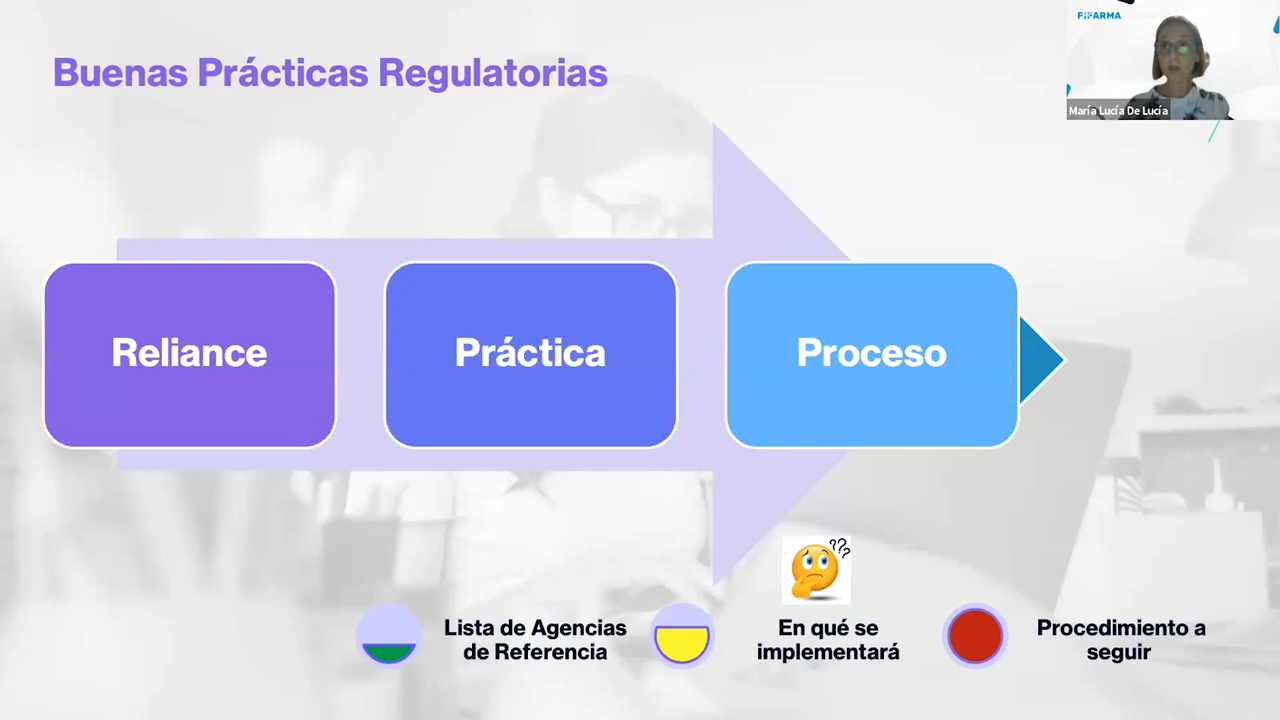 Buenas Prácticas Regulatorias
FIFARMA
María Lucía De Lucía
Reliance
Práctica
Proceso
???
Lista de Agencias
de Referencia
En qué se
implementará
Procedimiento a
seguir